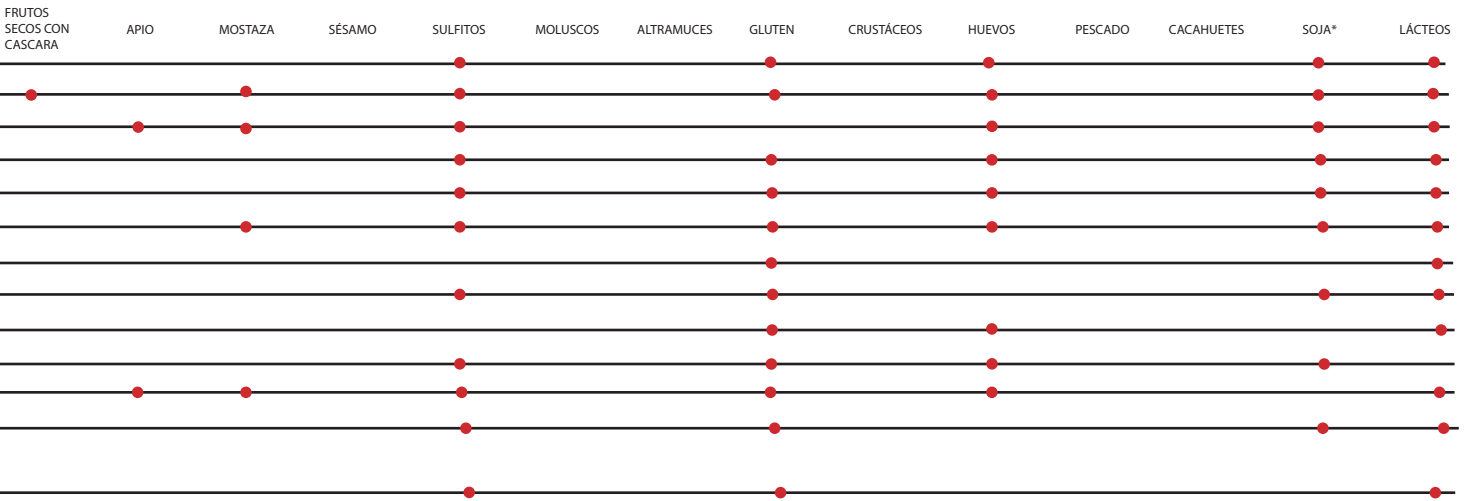 FRUTOS
SECOS CON
CASCARA
APIO
MOSTAZA
SÉSAMO
SULFITOS
MOLUSCOS
ALTRAMUCES
GLUTEN
CRUSTÁCEOS
HUEVOS
PESCADO
CACAHUETES
SOJA*
LÁCTEOS